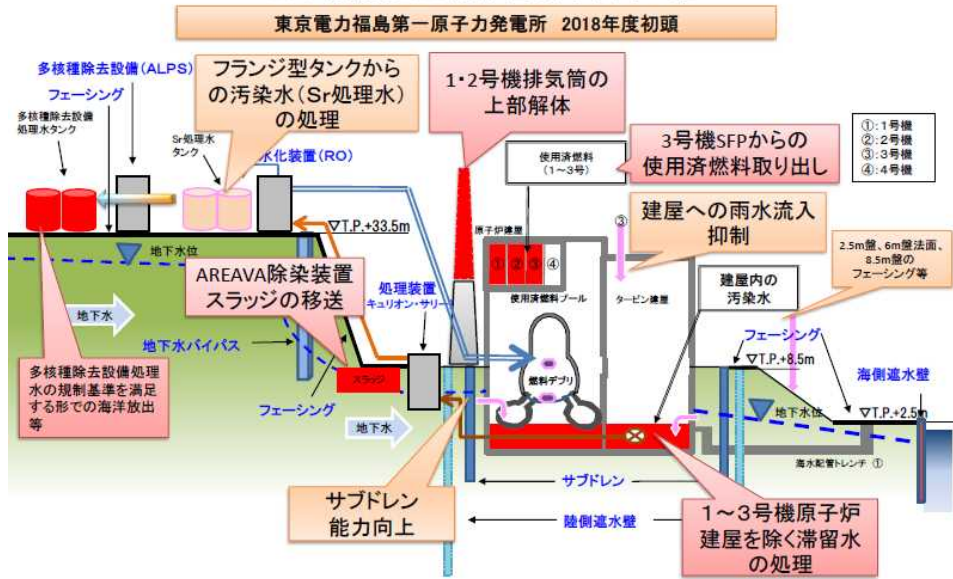 東京電力福島第一原子力発電所 2018年度初頭
多核種除去設備(ALPS)
フェーシング
多核種除去設備
処理水タンク
フランジ型タンクから
の汚染水(Sr処理水)
の処理
Sr処理水
タンク
水化装置(RO)
1・2号機排気筒の
上部解体
使用済燃料
(1~3号)
3号機SFPからの
使用済燃料取り出し
①:1号機
②:2号機
③:3号機
④:4号機
▽T.P.+33.5m
地下水位
原子炉建屋
① ② ③ ④
使用済燃料プール
③
建屋への雨水流入
抑制
タービン建屋
2.5m盤、6m盤法面、
8.5m盤の
フェーシング等
建屋内の
汚染水
AREAVA除染装置
スラッジの移送
処理装置
キュリオン・サリー
地下水
地下水バイパス
フェーシング
▽T.P.+8.5m
海側遮水壁
多核種除去設備処理
水の規制基準を満足
する形での海洋放出
等
スラッジ
フェーシング
燃料デブリ
地下水位
▽T.P.+2.5m
地下水
海水配管トレンチ ①
サブドレン
能力向上
サブドレン
陸側遮水壁
1~3号機原子炉
建屋を除く滞留水
の処理